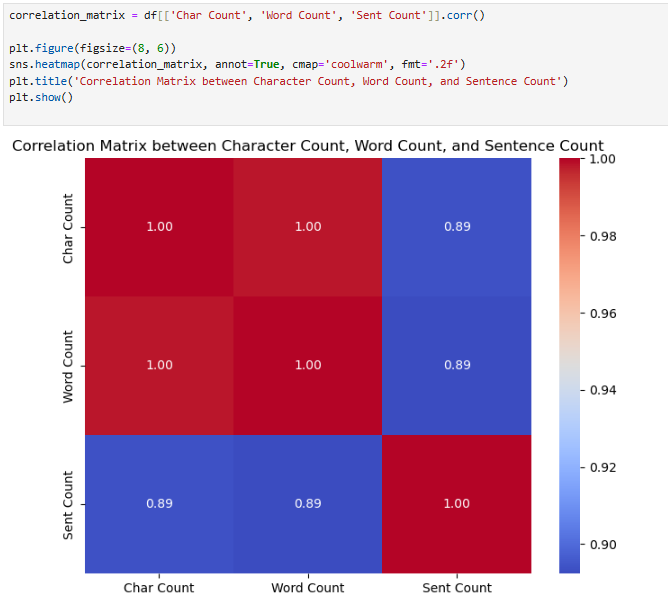 correlation_matrix = df[['Char Count', 'Word Count', 'Sent Count']].corr()
plt.figure(figsize=(8, 6))
sns.heatmap(correlation_matrix, annot=True, cmap='coolwarm', fmt='.2f')
plt.title('Correlation Matrix between Character Count, Word Count, and Sentence Count')
plt.show()
Correlation Matrix between Character Count, Word Count, and Sentence Count
Char Count
1.00 1.00 0.89
Word Count
1.00 1.00 0.89
Sent Count
0.89 0.89 1.00
Char Count Word Count Sent Count
1.00
0.98
0.96
0.94
0.92
0.90